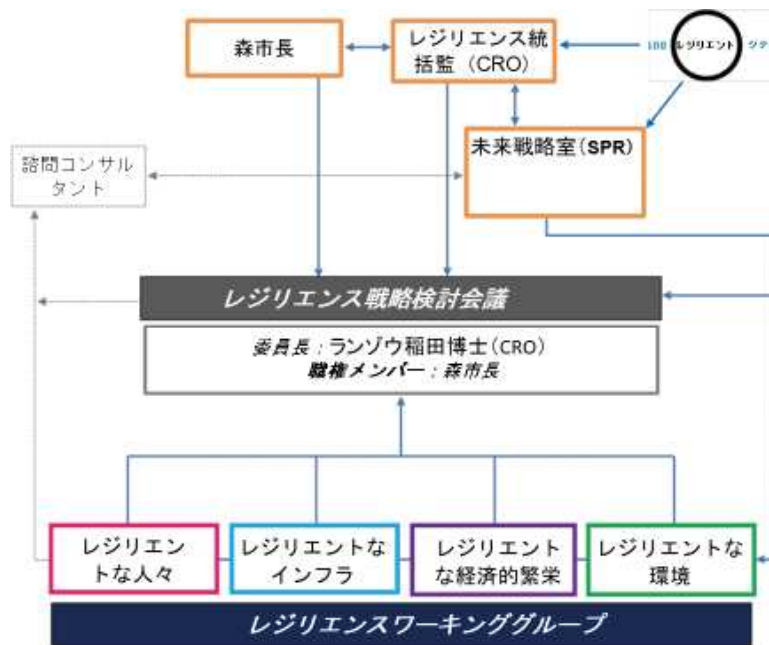 森市長
レジリエンス統
括監（CRO）
レジリエント
未来戦略室（SPR）
諮問コンサル
タント
レジリエンス戦略検討会議
委員長：ランゾウ稲田博士（CRO）
職権メンバー：森市長
レジリエン
トな人々
レジリエントな
インフラ
レジリエント
な経済的繁栄
レジリエントな
環境
レジリエンスワーキンググループ